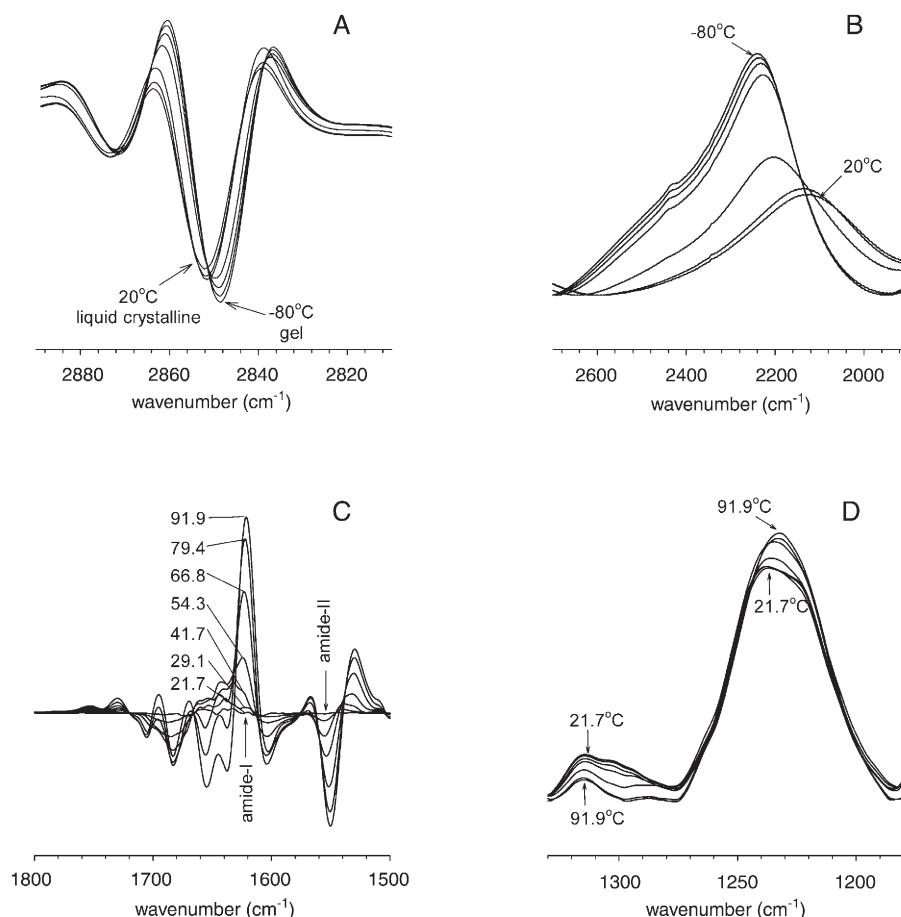 A
20°C
liquid crystalline
-80°C
gel
2880 2860 2840 2820
wavenumber (cm⁻¹)
B
-80°C
20°C
2600 2400 2200 2000
wavenumber (cm⁻¹)
C
91.9
79.4
66.8
54.3
41.7
29.1
21.7
amide-I
amide-II
1800 1700 1600 1500
wavenumber (cm⁻¹)
D
91.9°C
21.7°C
21.7°C
91.9°C
1300 1250 1200
wavenumber (cm⁻¹)